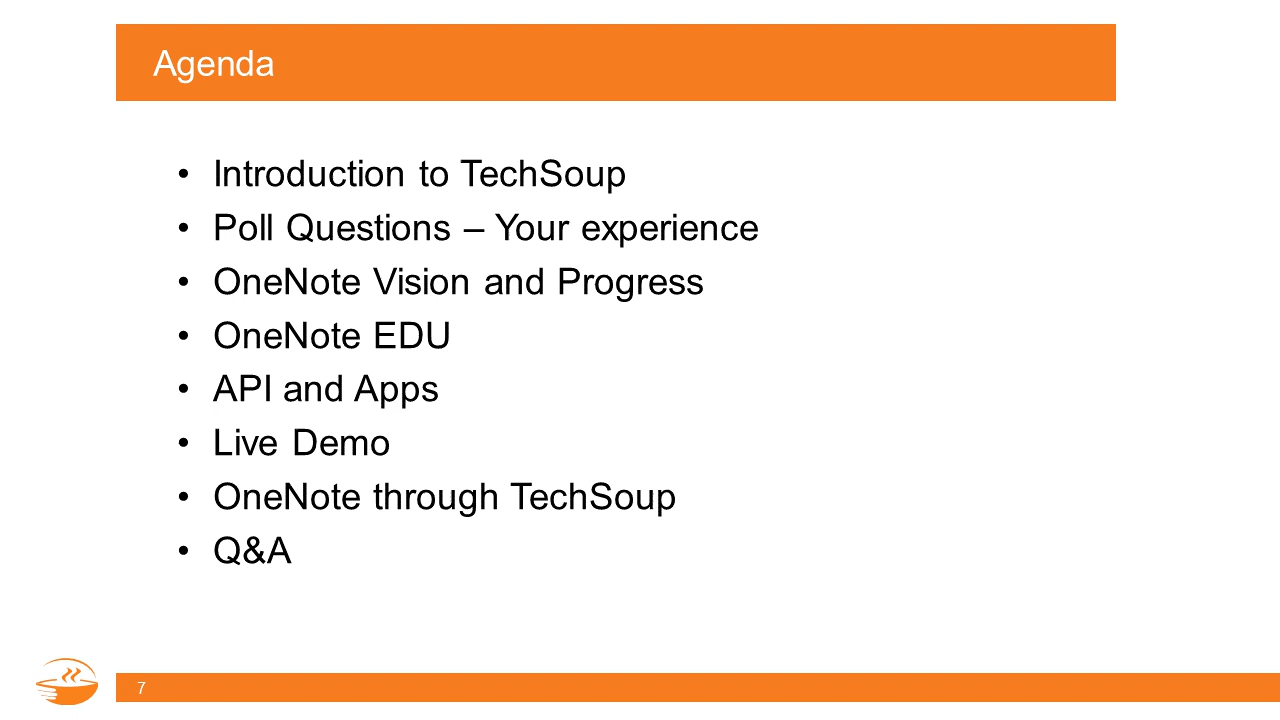 Agenda
• Introduction to TechSoup
• Poll Questions – Your experience
• OneNote Vision and Progress
• OneNote EDU
• API and Apps
• Live Demo
• OneNote through TechSoup
• Q&A
7